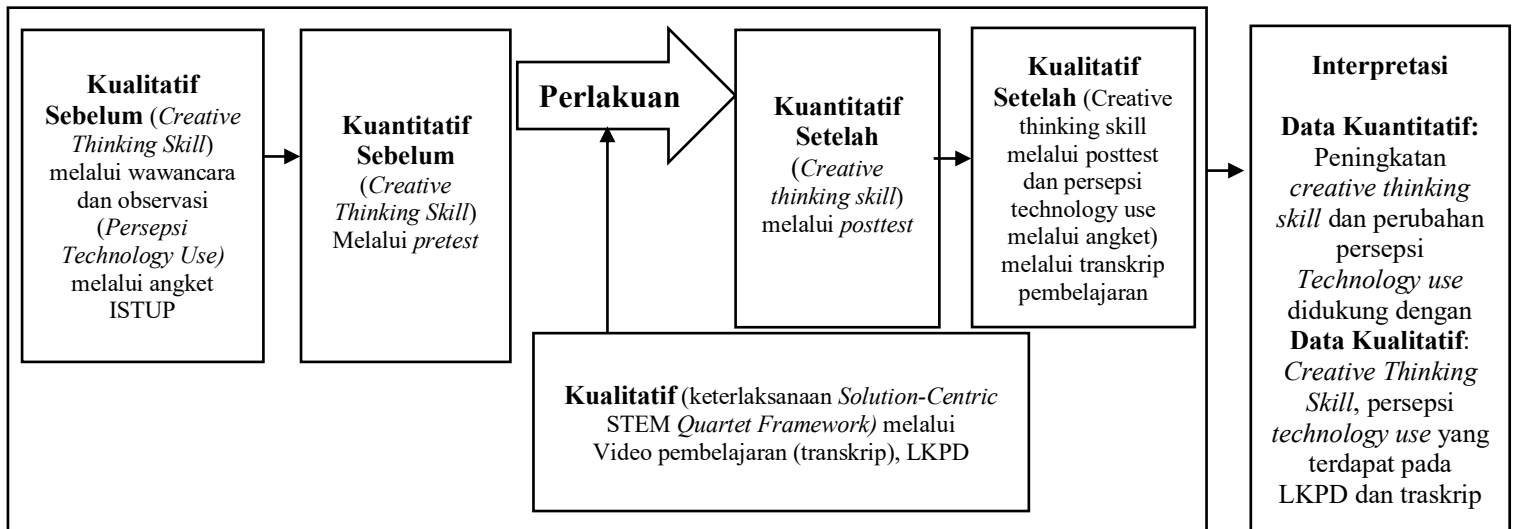 Kualitatif
Sebelum (Creative
Thinking Skill)
melalui wawancara
dan observasi
(Persepsi
Technology Use)
melalui angket
ISTUP
Kuantitatif
Sebelum
(Creative
Thinking Skill)
Melalui pretest
Perlakuan
Kuantitatif
Setelah
(Creative
thinking skill)
melalui posttest
Kualitatif
Setelah (Creative
thinking skill
melalui posttest
dan persepsi
technology use
melalui angket)
melalui transkrip
pembelajaran
Kualitatif (keterlaksanaan Solution-Centric
STEM Quartet Framework) melalui
Video pembelajaran (transkrip), LKPD
Interpretasi
Data Kuantitatif:
Peningkatan
creative thinking
skill dan perubahan
persepsi
Technology use
didukung dengan
Data Kualitatif:
Creative Thinking
Skill, persepsi
technology use yang
terdapat pada
LKPD dan traskrip